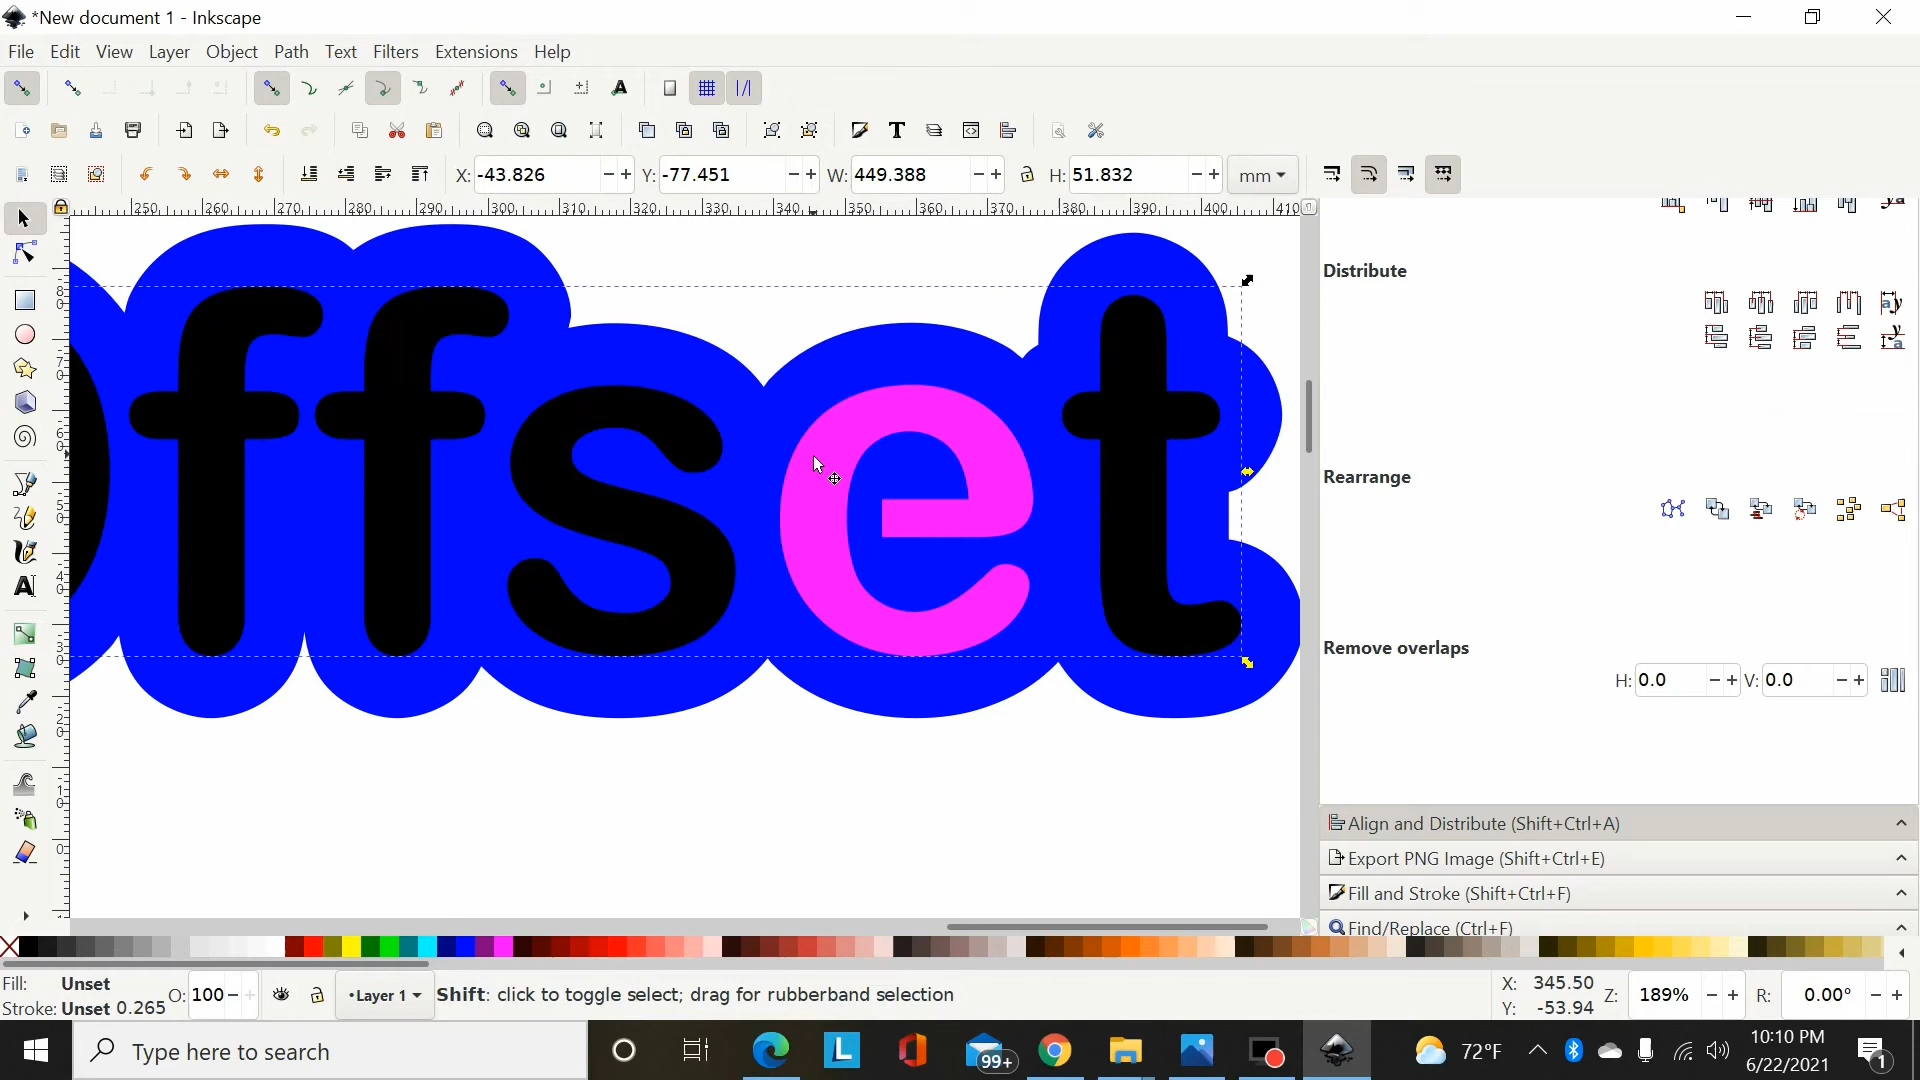 *New document 1 - Inkscape
File Edit View Layer Object Path Text Filters Extensions Help
X: -43.826 Y: -77.451 W: 449.388 H: 51.832 mm
250 260 270 280 290 300 310 320 330 340 350 360 370 380 390 400 410
ffset
Distribute
Rearrange
Remove overlaps
H: 0.0 V: 0.0
Align and Distribute (Shift+Ctrl+A)
Export PNG Image (Shift+Ctrl+E)
Fill and Stroke (Shift+Ctrl+F)
Find/Replace (Ctrl+F)
Fill: Unset
Stroke: Unset 0.265 O: 100 •Layer 1 Shift: click to toggle select; drag for rubberband selection
X: 345.50
Y: -53.94
Z: 189% R: 0.00°
Type here to search
99+
72°F
10:10 PM
6/22/2021
1